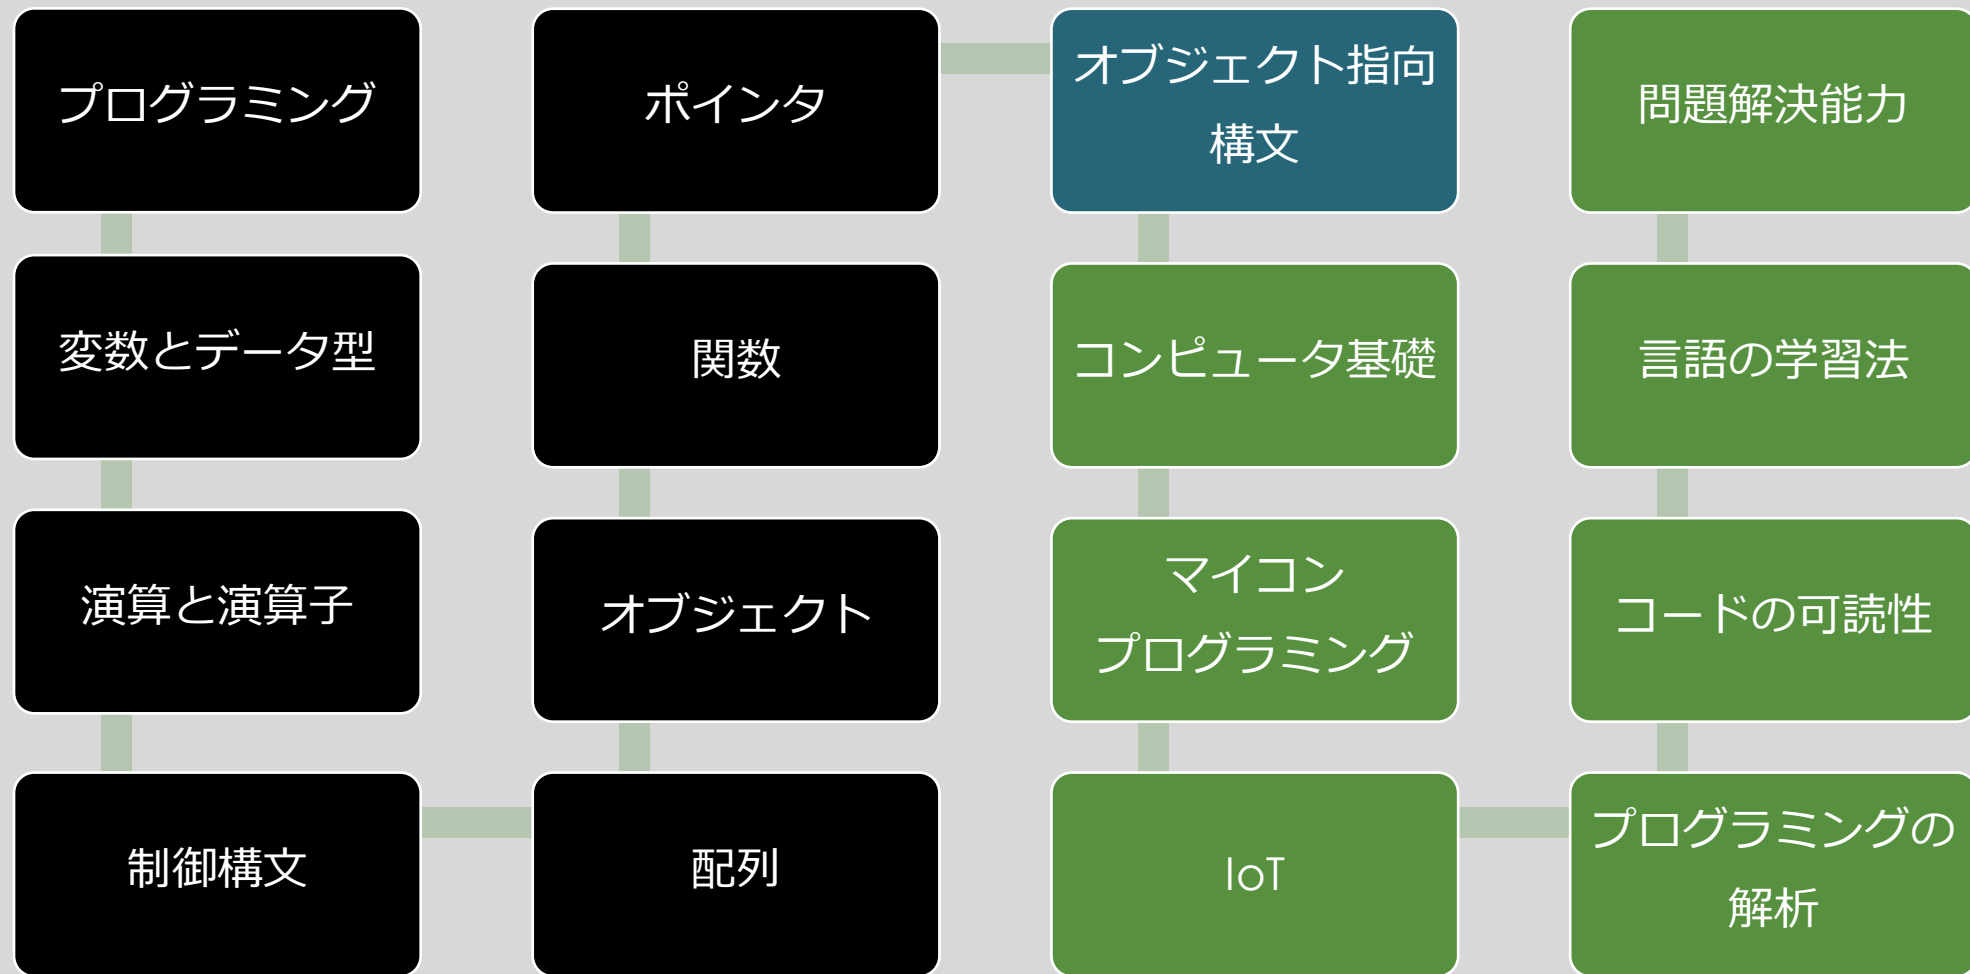 プログラミング
変数とデータ型
演算と演算子
制御構文
配列
オブジェクト
関数
ポインタ
オブジェクト指向
構文
コンピュータ基礎
マイコン
プログラミング
IoT
プログラミングの
解析
コードの可読性
言語の学習法
問題解決能力